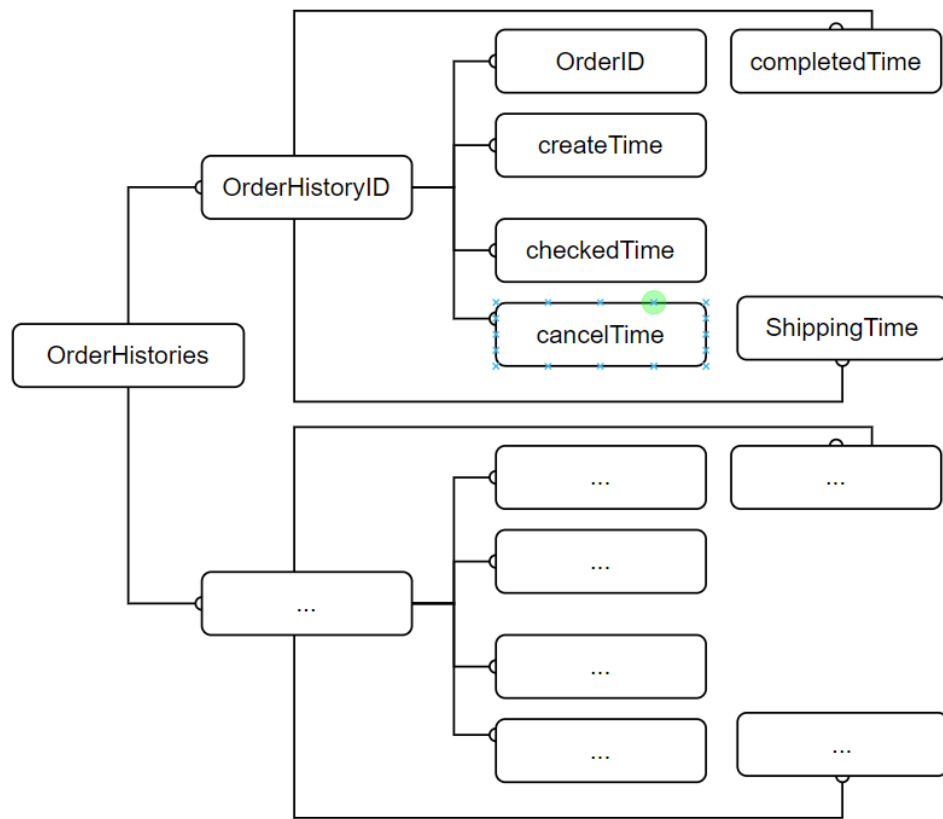 OrderID
completedTime
createTime
OrderHistoryID
checkedTime
cancelTime
ShippingTime
OrderHistories
...
...
...
...
...
...
...